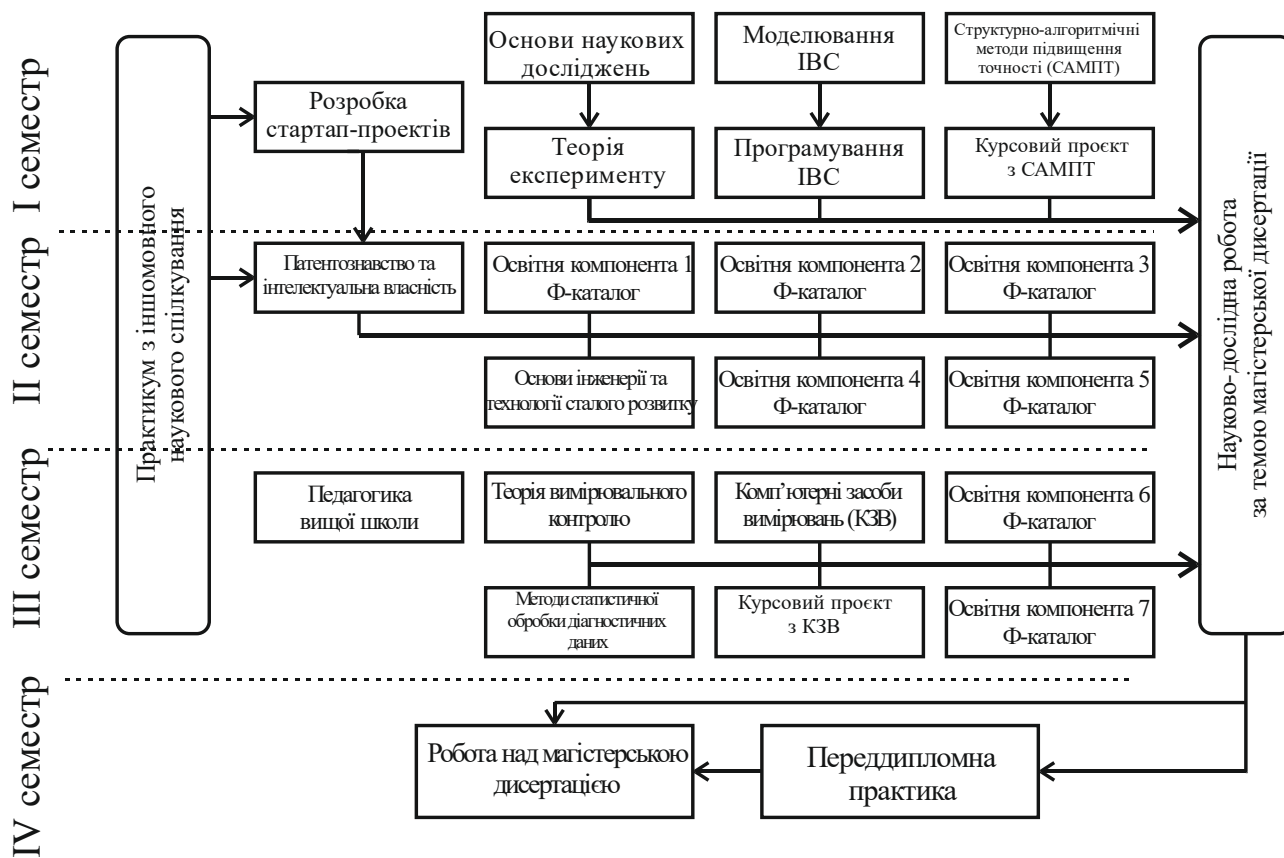 І семестр
Практикум з іншомовного
наукового спілкування
Розробка
стартап-проектів
Основи наукових
досліджень
Моделювання
ІВС
Структурно-алгоритмічні
методи підвищення
точності (САМПТ)
Теорія
експерименту
Програмування
ІВС
Курсовий проєкт
з САМПТ
Науково-дослідна робота
за темою магістерської дисертації
ІІ семестр
Патентознавство та
інтелектуальна власність
Освітня компонента 1
Ф-каталог
Освітня компонента 2
Ф-каталог
Освітня компонента 3
Ф-каталог
Основи інженерії та
технології сталого розвитку
Освітня компонента 4
Ф-каталог
Освітня компонента 5
Ф-каталог
ІІІ семестр
Педагогика
вищої школи
Теорія вимірювального
контролю
Комп’ютерні засоби
вимірювань (КЗВ)
Освітня компонента 6
Ф-каталог
Методи статистичної
обробки діагностичних
даних
Курсовий проєкт
з КЗВ
Освітня компонента 7
Ф-каталог
IV семестр
Робота над магістерською
дисертацією
Переддипломна
практика